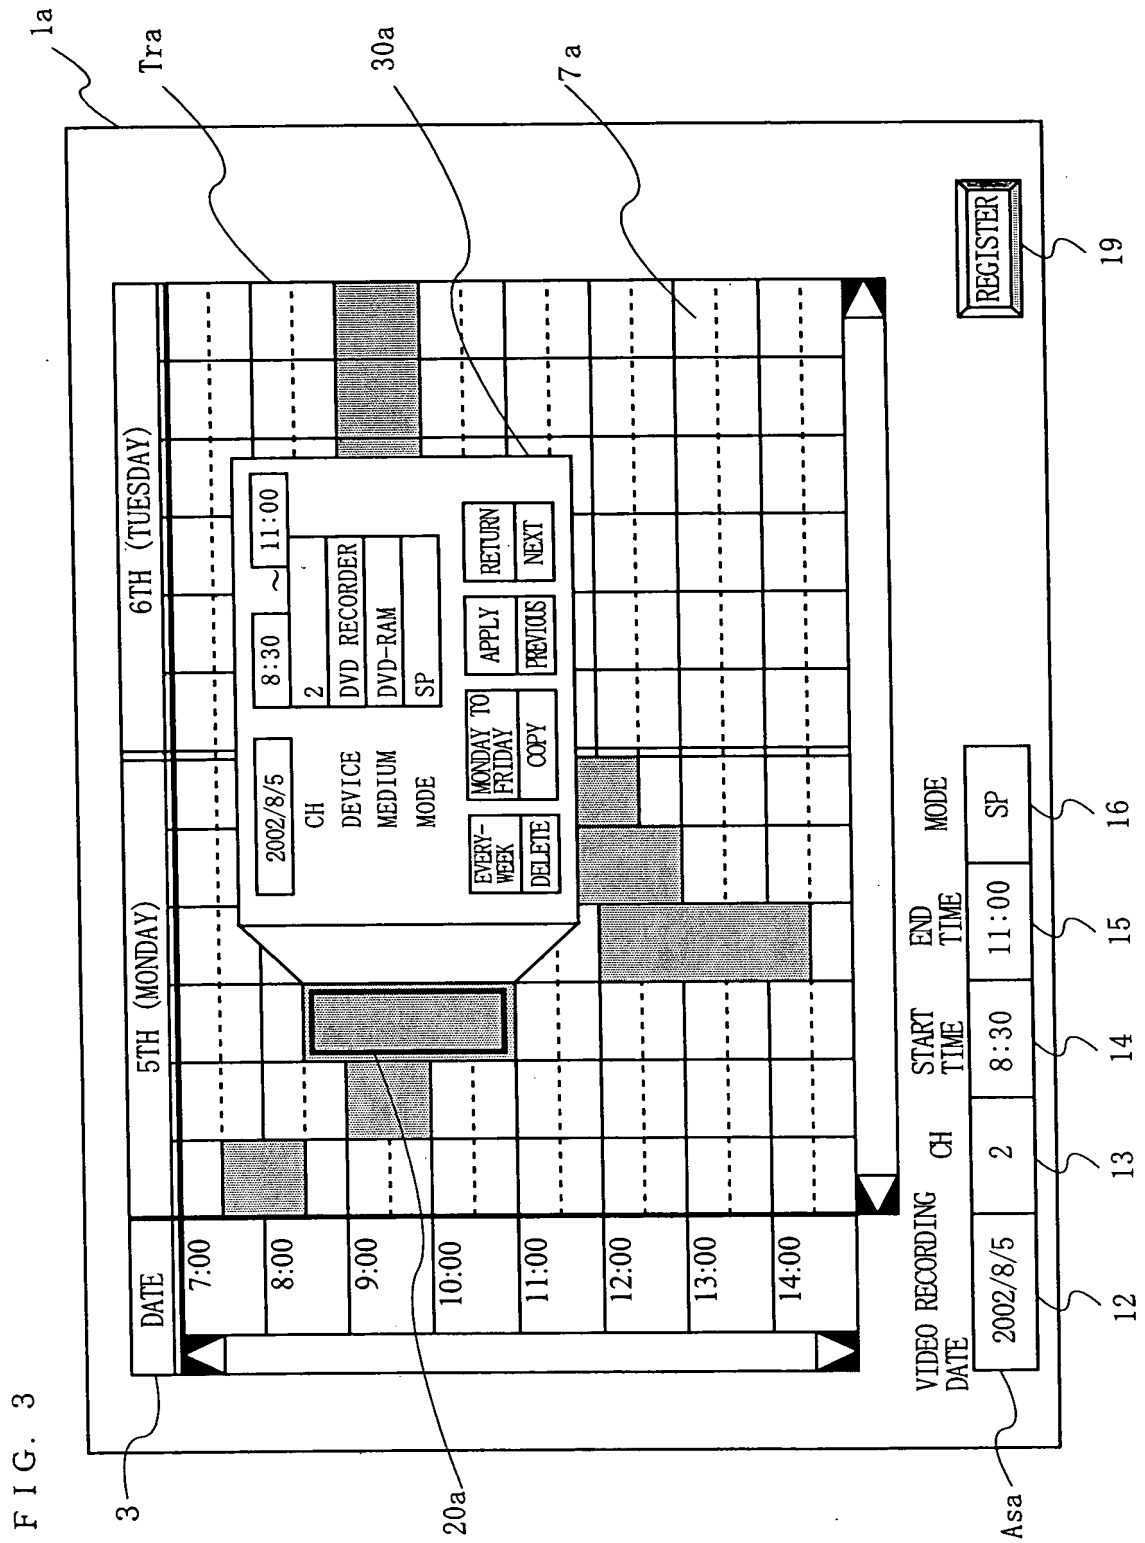 FIG. 3
1a
Tra
30a
7a
3
20a
DATE
5TH (MONDAY)
6TH (TUESDAY)
7:00
8:00
9:00
10:00
11:00
12:00
13:00
14:00
2002/8/5
8:30
~
11:00
CH
2
DEVICE
DVD RECORDER
MEDIUM
DVD-RAM
MODE
SP
EVERY-
WEEK
MONDAY TO
FRIDAY
APPLY
RETURN
DELETE
COPY
PREVIOUS
NEXT
VIDEO RECORDING
DATE
CH
START
TIME
END
TIME
MODE
2002/8/5
2
8:30
11:00
SP
REGISTER
Asa
12
13
14
15
16
19